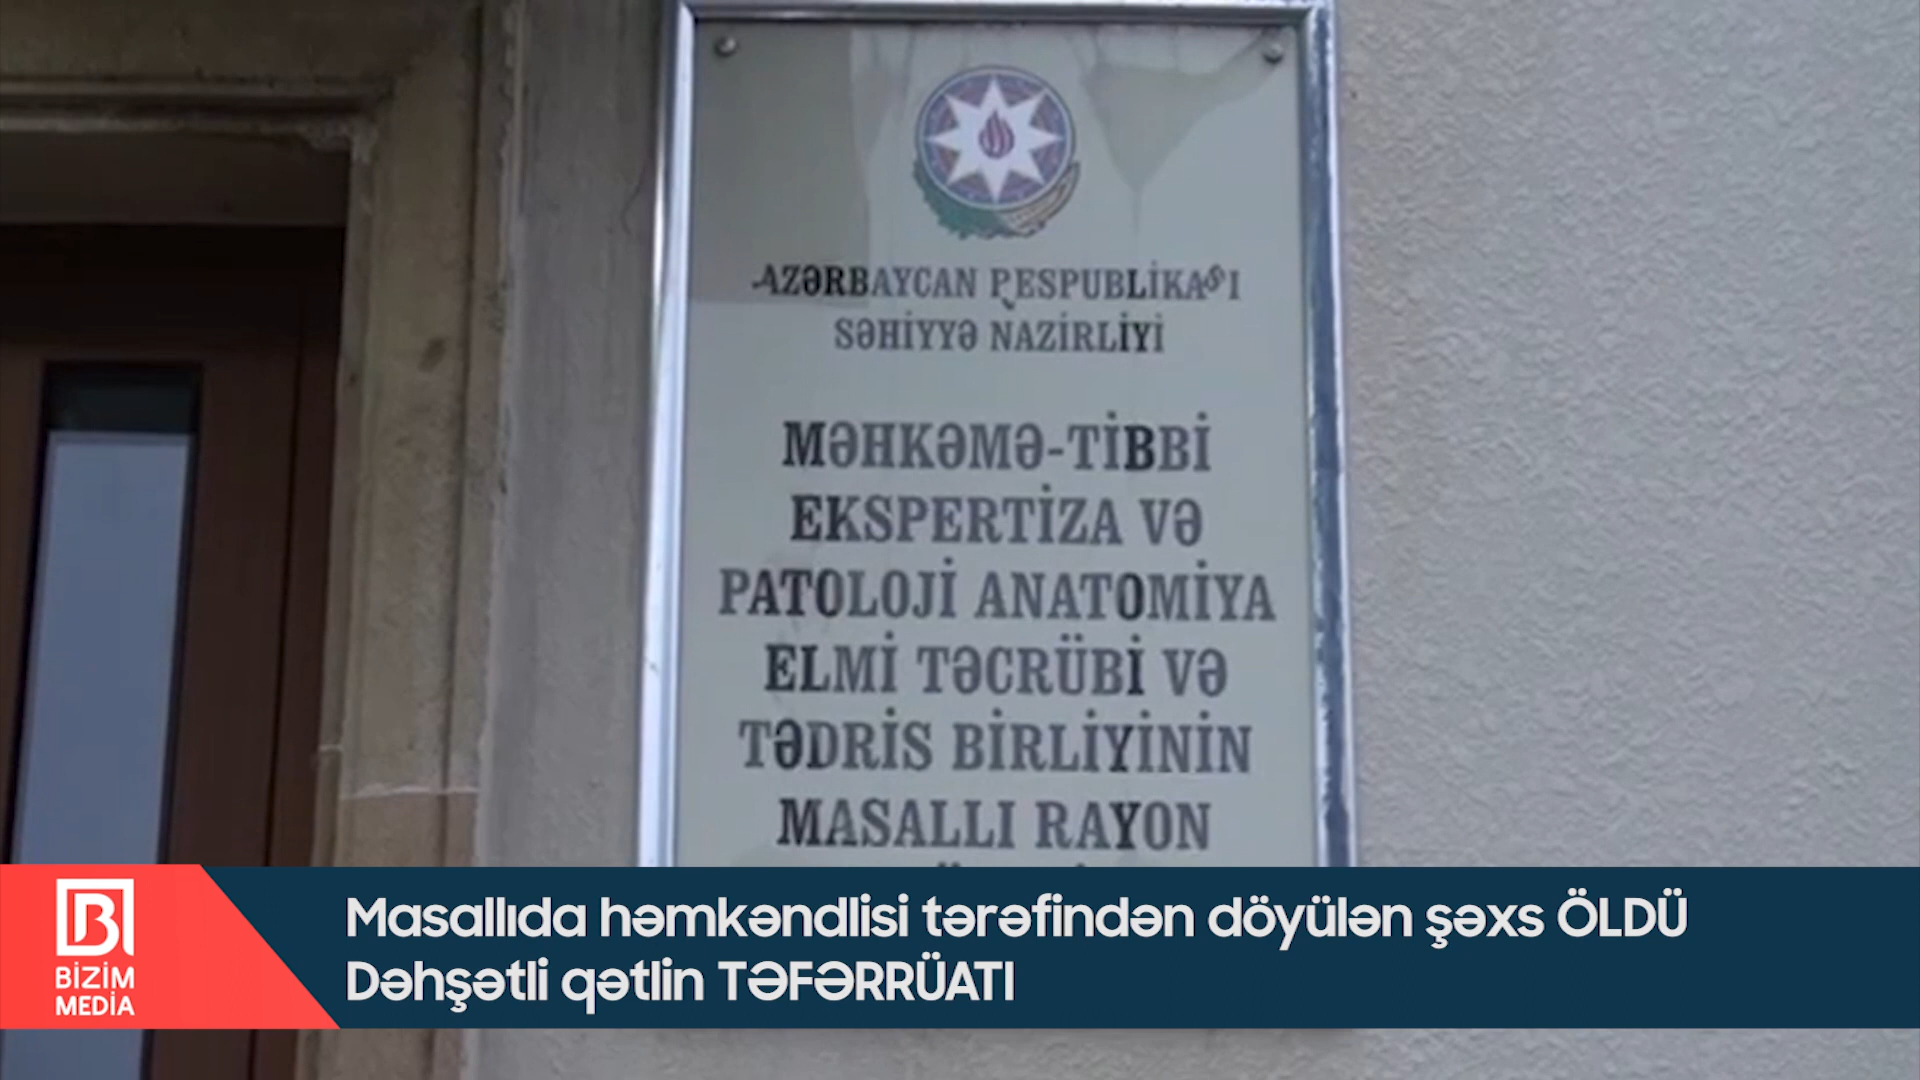 AZƏRBAYCAN RESPUBLİKASI
SƏHİYYƏ NAZİRLİYİ
MƏHKƏMƏ-TİBBİ
EKSPERTİZA VƏ
PATOLOJİ ANATOMİYA
ELMİ TƏCRÜBİ VƏ
TƏDRİS BİRLİYİNİN
MASALLI RAYON
Masallıda həmkəndlisi tərəfindən döyülən şəxs ÖLDÜ
Dəhşətli qətlin TƏFƏRRÜATI
BİZİM
MEDİA